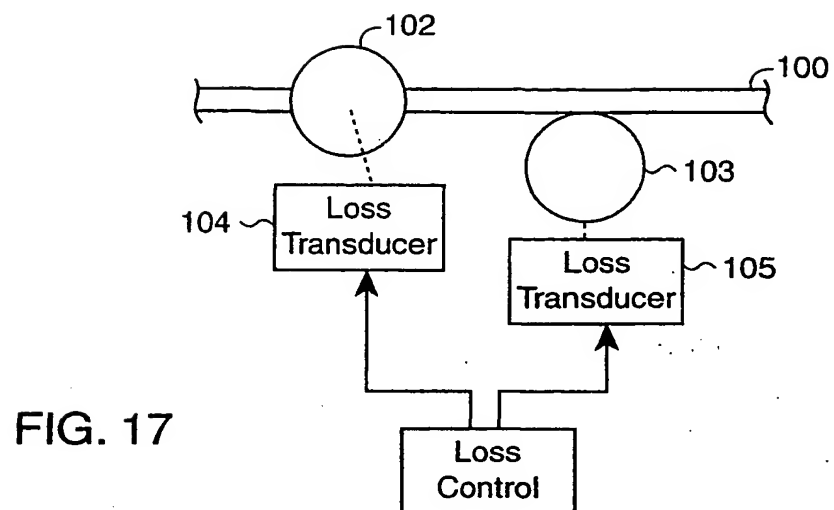 102
100
103
104
Loss
Transducer
Loss
Transducer
105
FIG. 17
Loss
Control